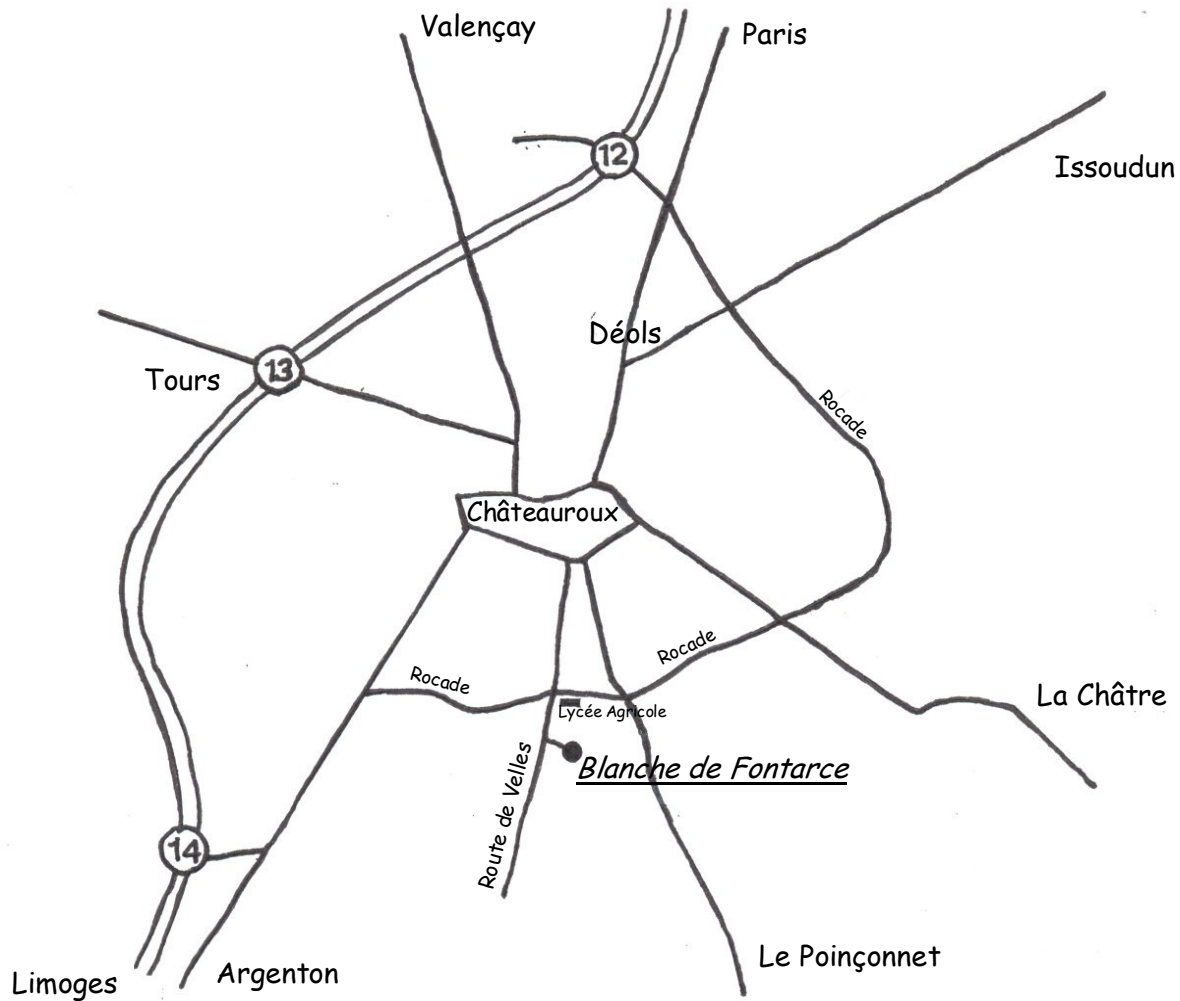 Valençay
Paris
12
Issoudun
Déols
13
Tours
Rocade
Châteauroux
Rocade
Rocade
La Châtre
Lycée Agricole
Blanche de Fontarce
Route de Velles
14
Le Poinçonnet
Argenton
Limoges